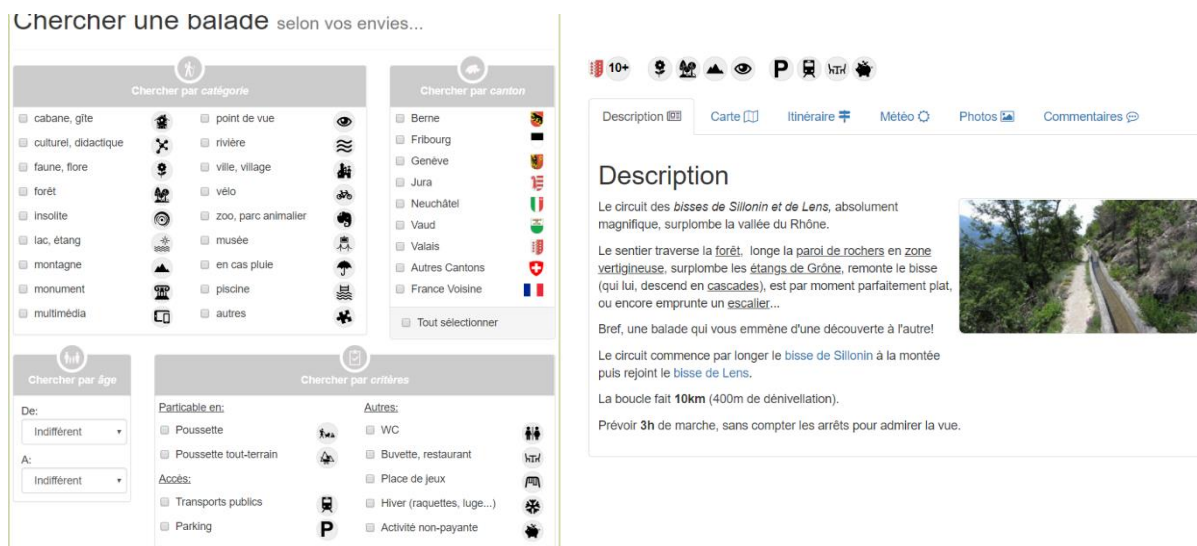 Chercher une balade selon vos envies...
Chercher par catégorie
cabane, gîte
culturel, didactique
faune, flore
forêt
insolite
lac, étang
montagne
monument
multimédia
point de vue
rivière
ville, village
vélo
zoo, parc animalier
musée
en cas pluie
piscine
autres
Chercher par canton
Berne
Fribourg
Genève
Jura
Neuchâtel
Vaud
Valais
Autres Cantons
France Voisine
Tout sélectionner
Chercher par âge
De:
Indifférent
A:
Indifférent
Chercher par critères
Particable en:
Poussette
Poussette tout-terrain
Accès:
Transports publics
Parking
P
Autres:
WC
Buvette, restaurant
Place de jeux
Hiver (raquettes, luge...)
Activité non-payante
10+ P
Description Carte Itinéraire Météo Photos Commentaires
Description
Le circuit des bisses de Sillonin et de Lens, absolument
magnifique, surplombe la vallée du Rhône.
Le sentier traverse la forêt, longe la paroi de rochers en zone
vertigineuse, surplombe les étangs de Grône, remonte le bisse
(qui lui, descend en cascades), est par moment parfaitement plat,
ou encore emprunte un escalier...
Bref, une balade qui vous emmène d'une découverte à l'autre!
Le circuit commence par longer le bisse de Sillonin à la montée
puis rejoint le bisse de Lens.
La boucle fait 10km (400m de dénivellation).
Prévoir 3h de marche, sans compter les arrêts pour admirer la vue.